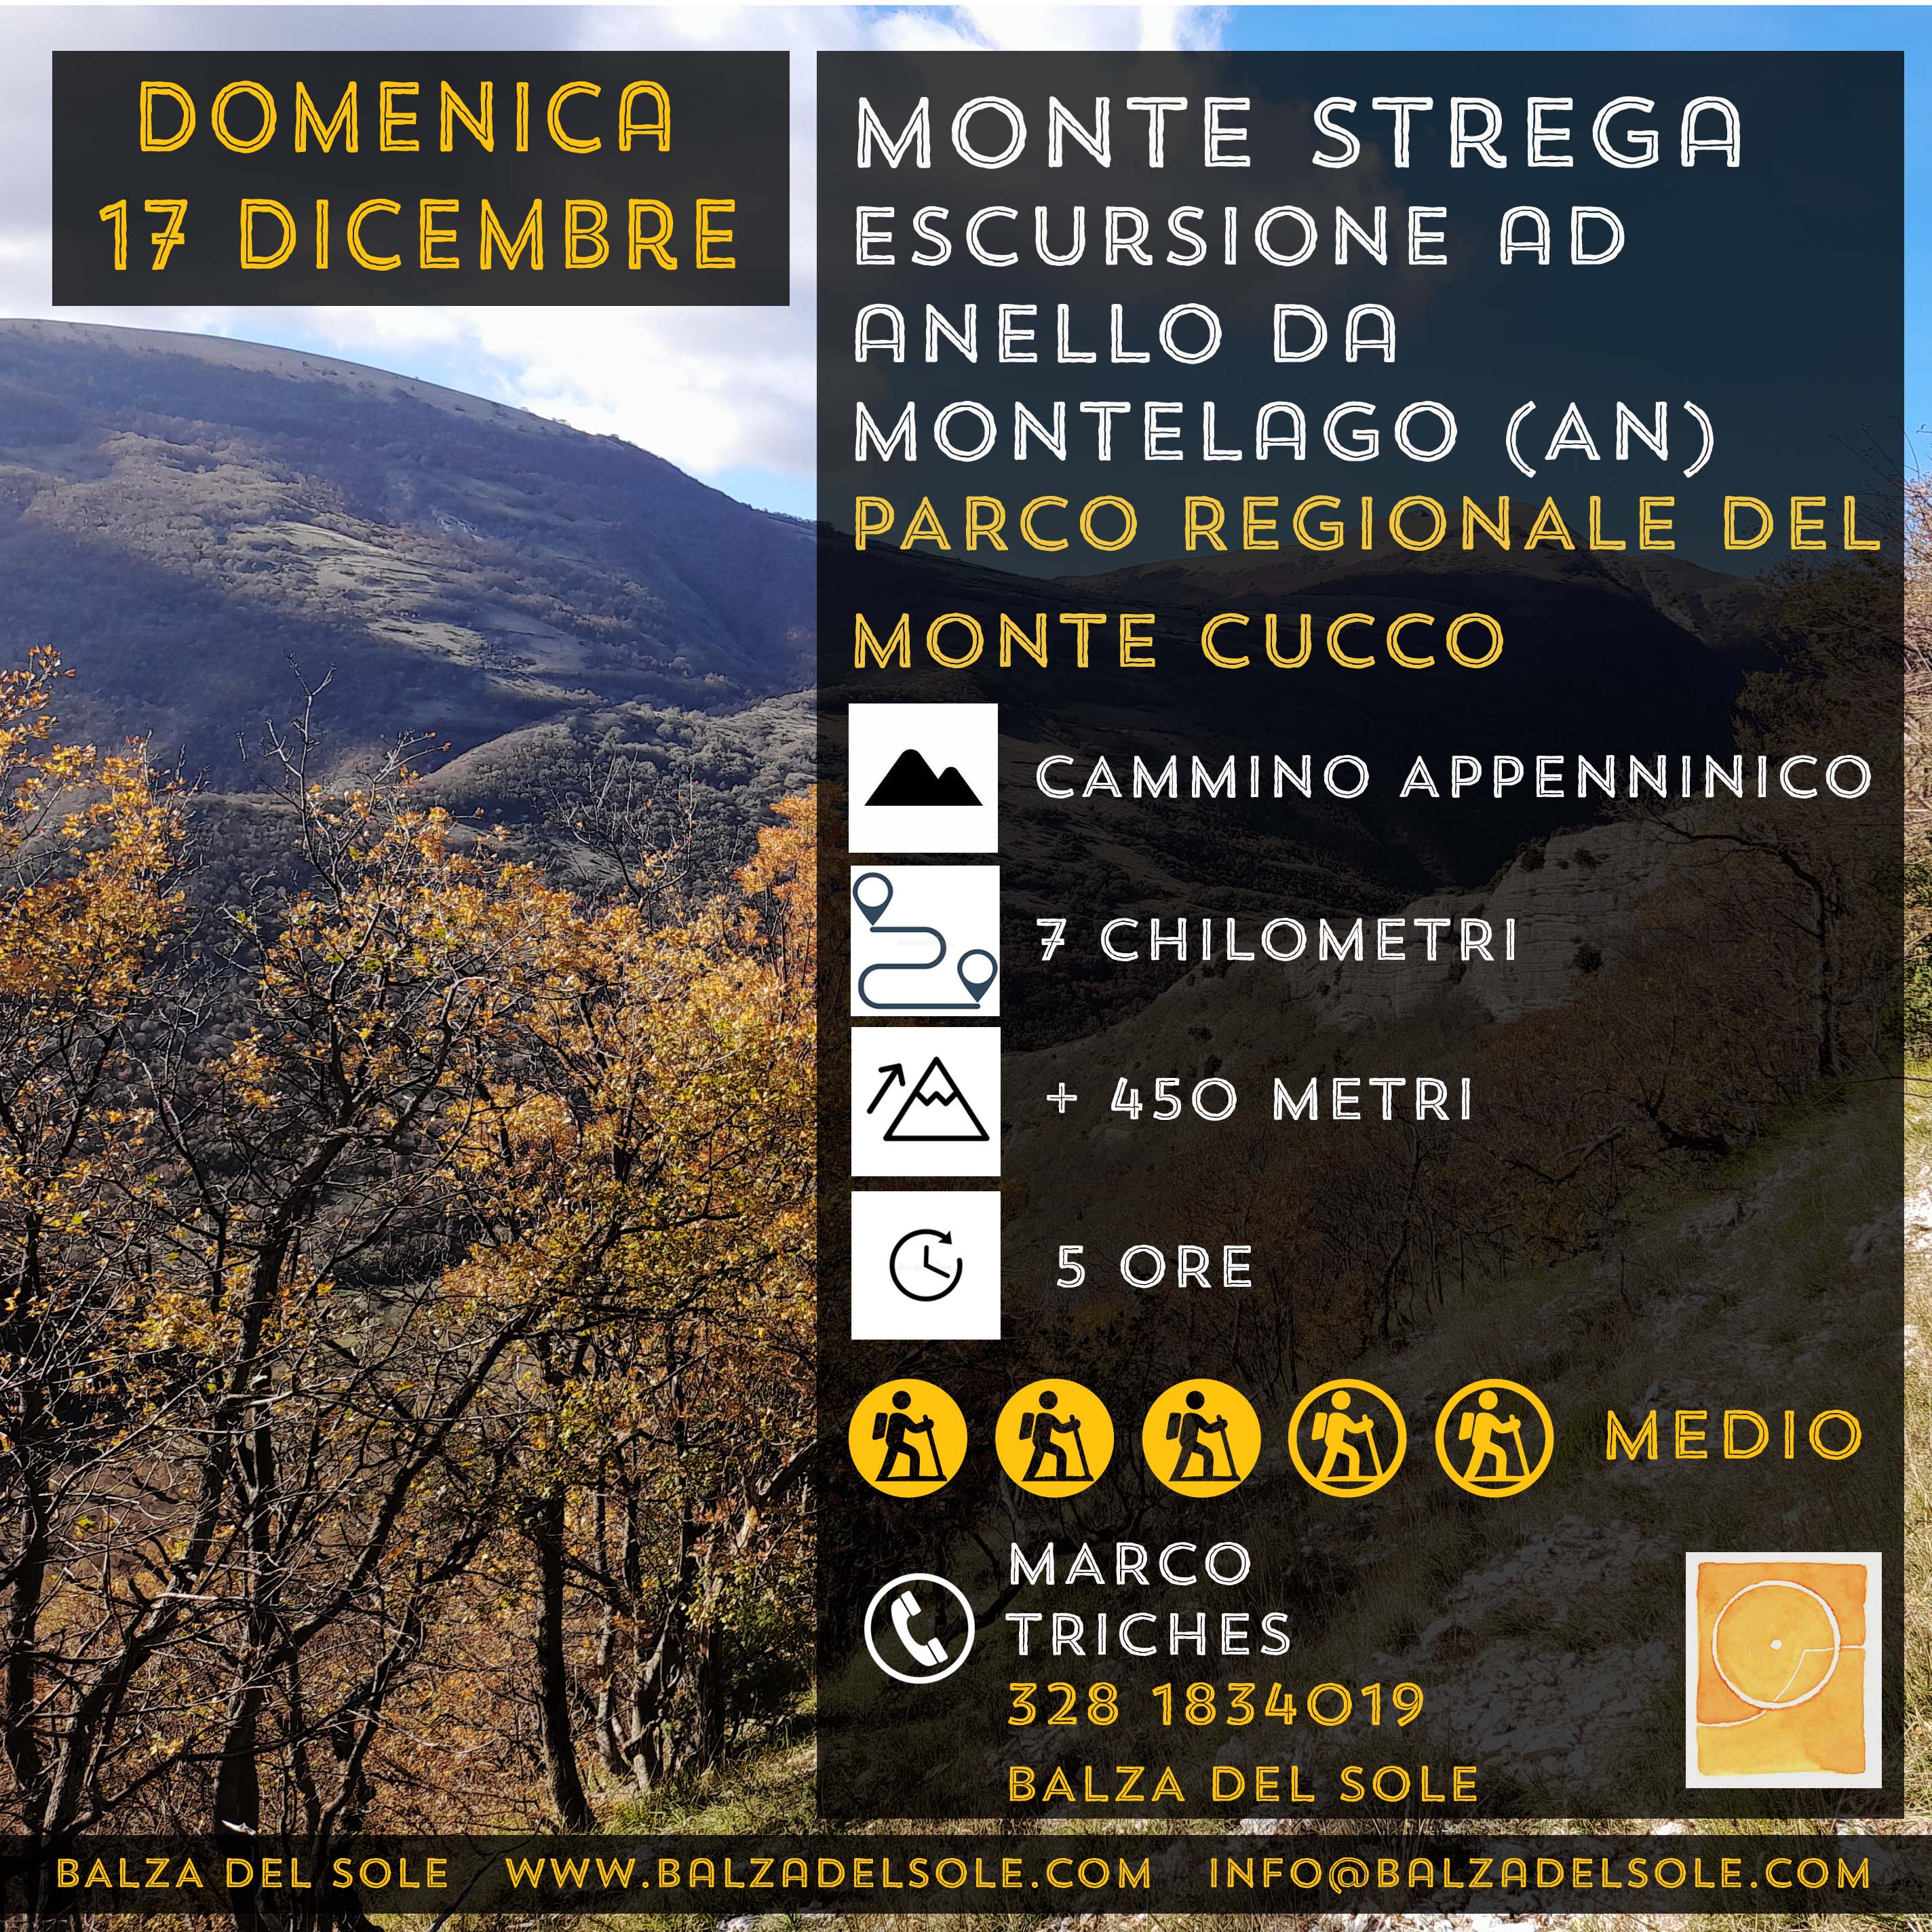 DOMENICA
17 DICEMBRE
MONTE STREGA
ESCURSIONE AD
ANELLO DA
MONTELAGO (AN)
PARCO REGIONALE DEL
MONTE CUCCO
CAMMINO APPENNINICO
7 CHILOMETRI
+ 450 METRI
5 ORE
MEDIO
MARCO
TRICHES
328 1834019
BALZA DEL SOLE
BALZA DEL SOLE WWW.BALZADELSOLE.COM INFO@BALZADELSOLE.COM